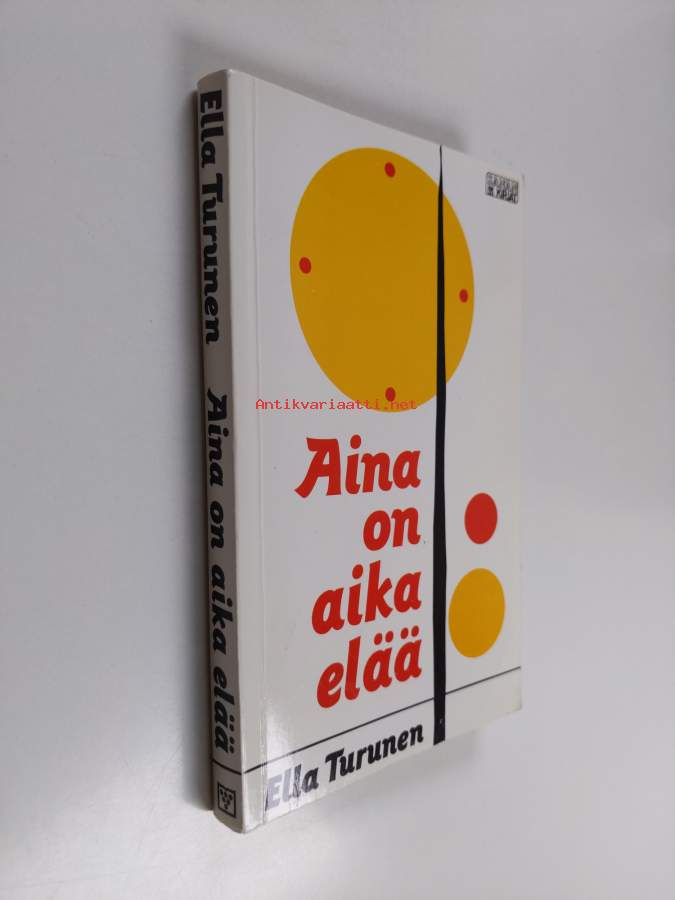 Ella Turunen Aina on aika elää
Antikvariaatti.net
Aina
on
aika
elää
Ella Turunen